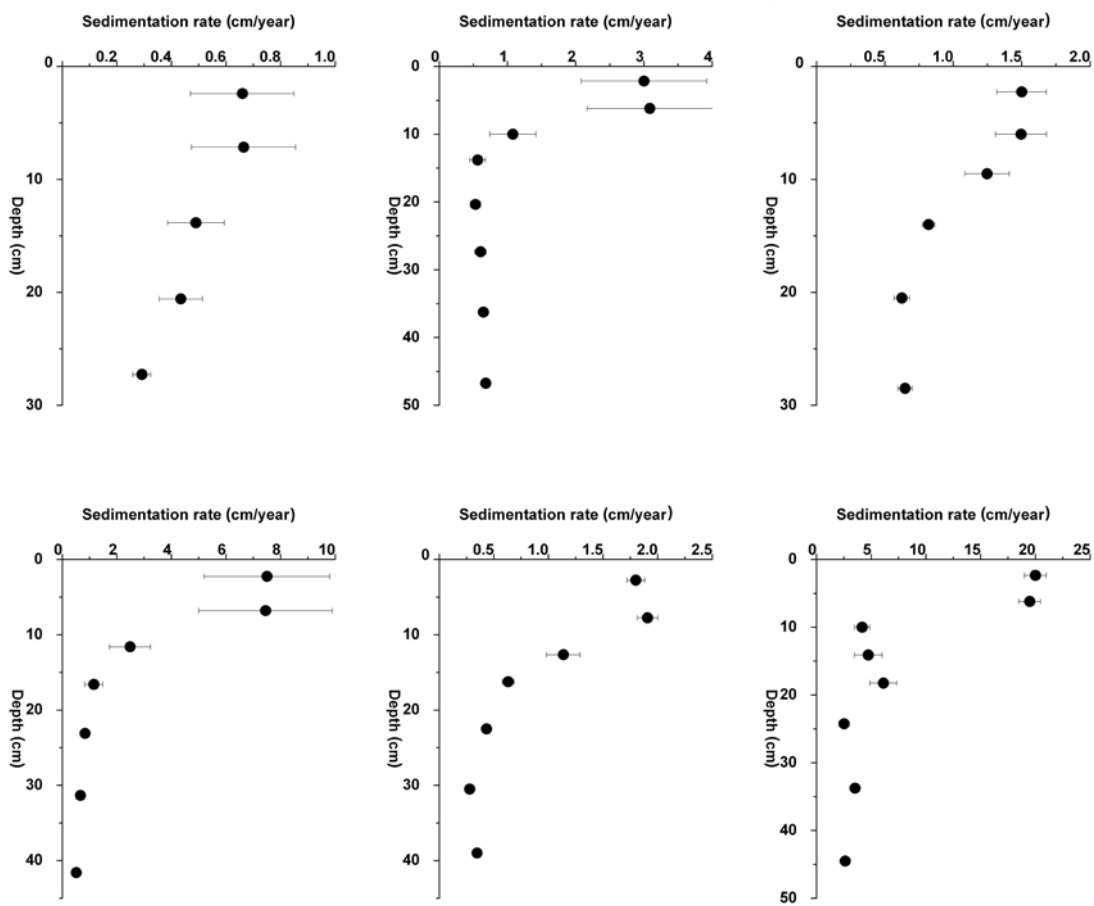 Sedimentation rate (cm/year)
0.2 0.4 0.6 0.8 1.0
0
10
20
30
Depth (cm)
Sedimentation rate (cm/year)
0 1 2 3 4
0
10
20
30
40
50
Depth (cm)
Sedimentation rate (cm/year)
0.5 1.0 1.5 2.0
0
10
20
30
Depth (cm)
Sedimentation rate (cm/year)
0 2 4 6 8 10
0
10
20
30
40
Depth (cm)
Sedimentation rate (cm/year)
0 0.5 1.0 1.5 2.0 2.5
0
10
20
30
40
Depth (cm)
Sedimentation rate (cm/year)
0 5 10 15 20 25
0
10
20
30
40
50
Depth (cm)